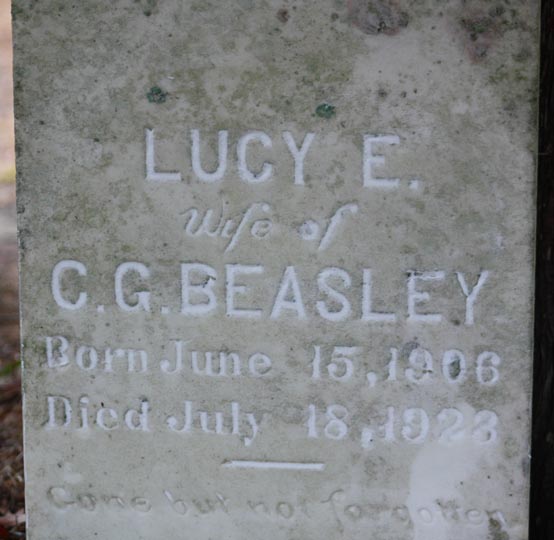 LUCY E.
Wife of
C. G. BEASLEY
Born June 15, 1906
Died July 18, 1923
Gone but not forgotten